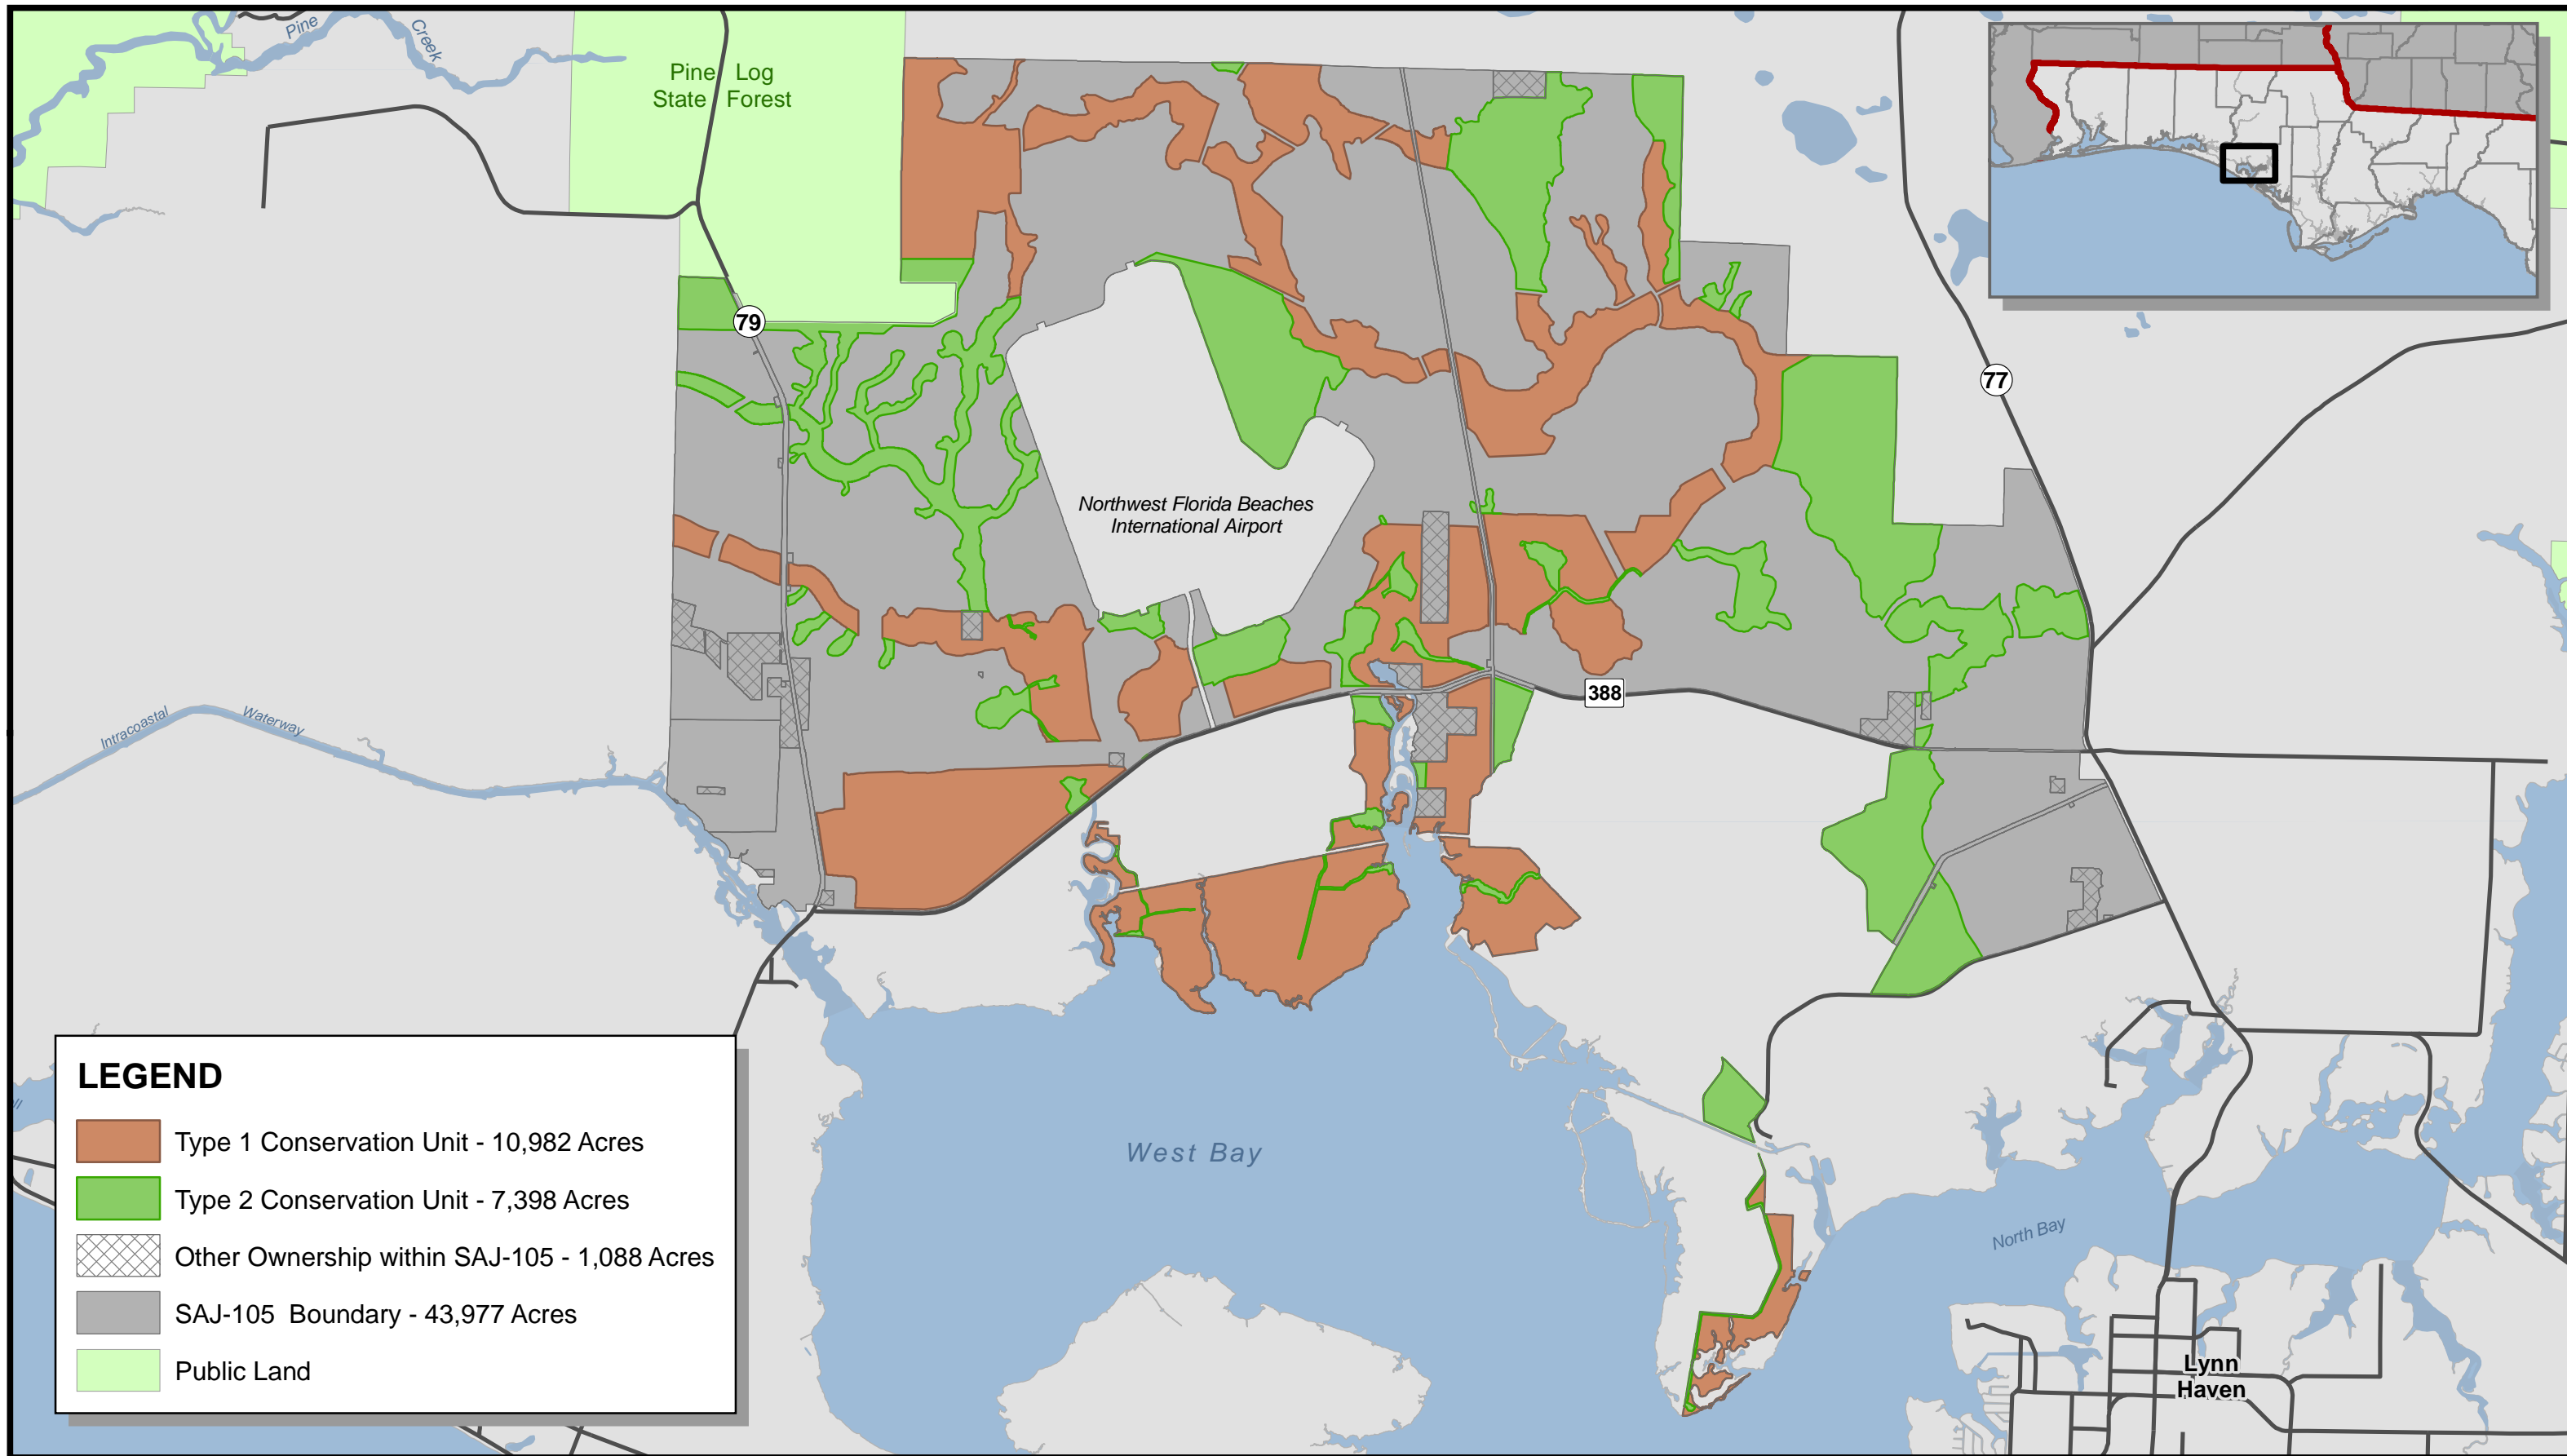 Pine
Creek
Pine Log
State Forest
79
77
Northwest Florida Beaches
International Airport
388
Intracoastal
Waterway
West Bay
North Bay
Lynn
Haven
LEGEND
Type 1 Conservation Unit - 10,982 Acres
Type 2 Conservation Unit - 7,398 Acres
Other Ownership within SAJ-105 - 1,088 Acres
SAJ-105 Boundary - 43,977 Acres
Public Land